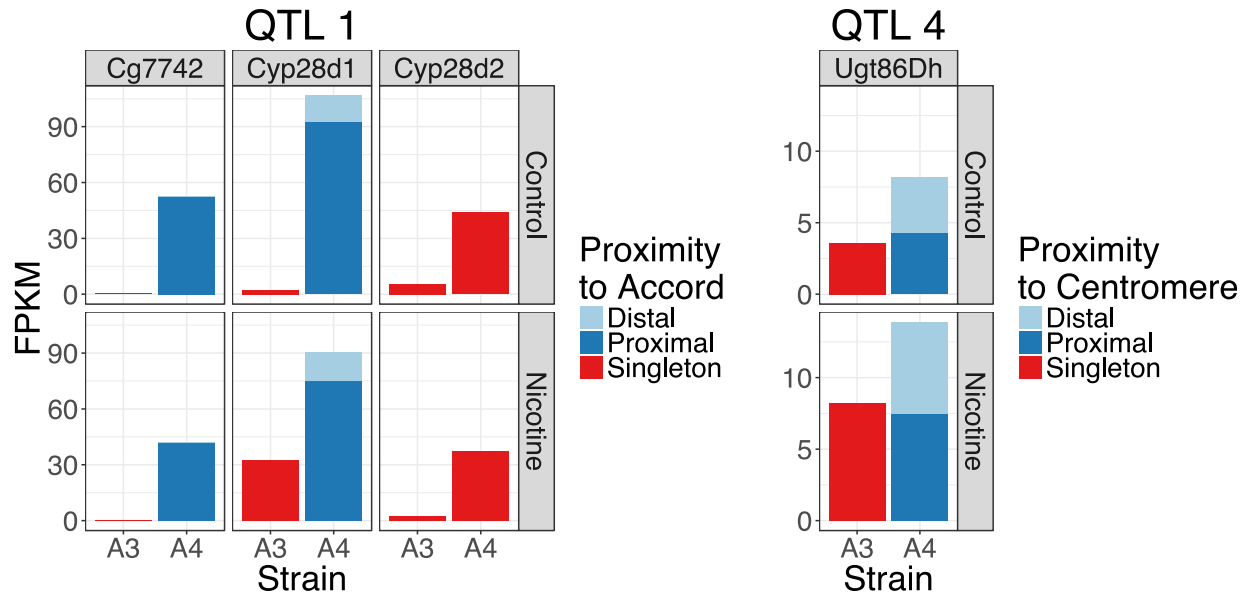 QTL 1
Cg7742 Cyp28d1 Cyp28d2
FPKM
90
60
30
0
Control
90
60
30
0
Nicotine
A3 A4 A3 A4 A3 A4
Strain
Proximity
to Accord
Distal
Proximal
Singleton
QTL 4
Ugt86Dh
10
5
0
Control
10
5
0
Nicotine
A3 A4
Strain
Proximity
to Centromere
Distal
Proximal
Singleton